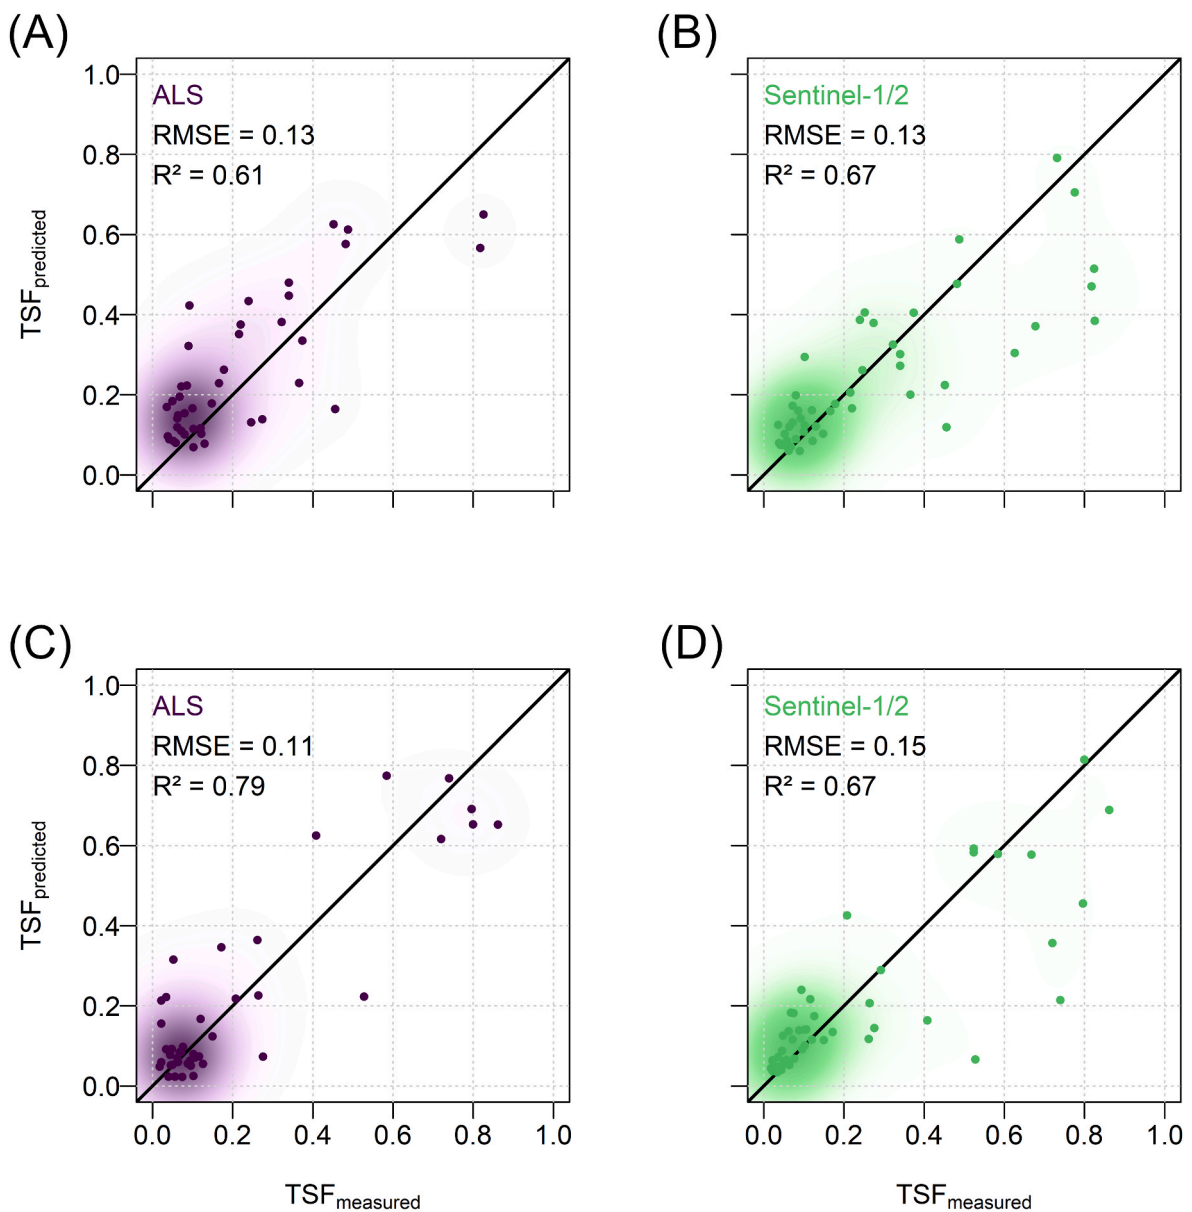 (A)
ALS
RMSE = 0.13
R² = 0.61
1.0
0.8
0.6
0.4
0.2
0.0
TSFpredicted
(B)
Sentinel-1/2
RMSE = 0.13
R² = 0.67
(C)
ALS
RMSE = 0.11
R² = 0.79
1.0
0.8
0.6
0.4
0.2
0.0
TSFpredicted
0.0 0.2 0.4 0.6 0.8 1.0
TSFmeasured
(D)
Sentinel-1/2
RMSE = 0.15
R² = 0.67
0.0 0.2 0.4 0.6 0.8 1.0
TSFmeasured